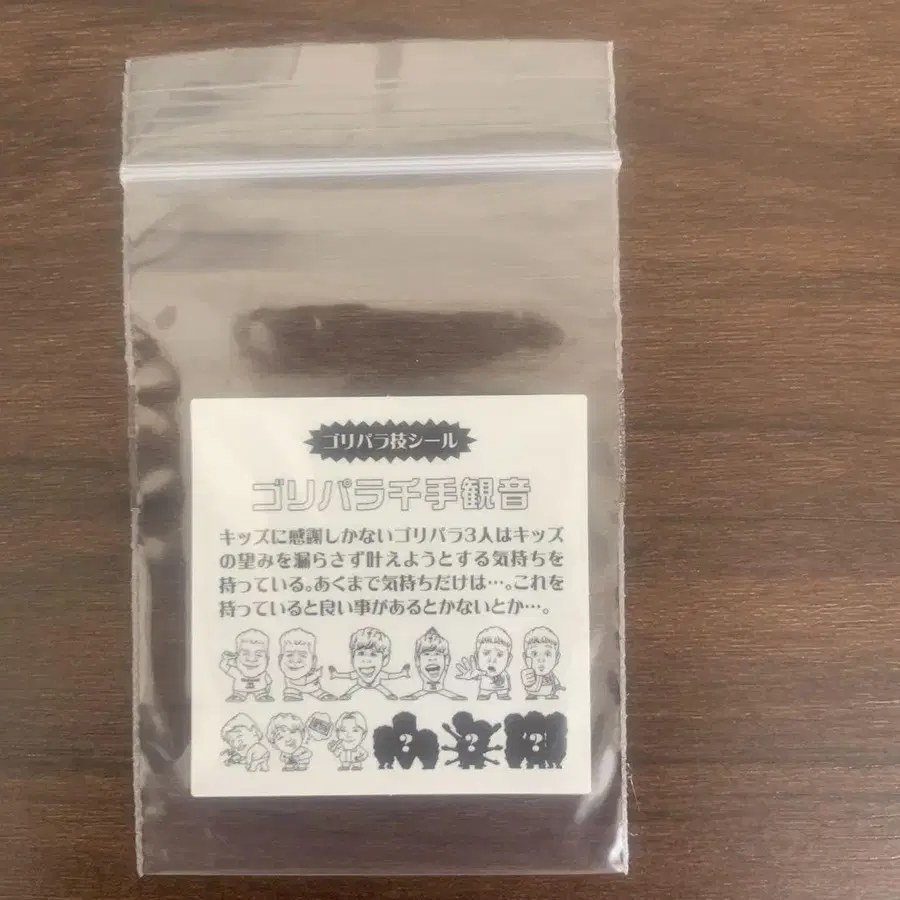 ゴリパラ技シール
ゴリパラ千手観音
キッズに感謝しかないゴリパラ3人はキッズ
の望みを漏らさず叶えようとする気持ちを
持っている。あくまで気持ちだけは…。これを
持っていると良い事があるとかないとか…。
? ? ?